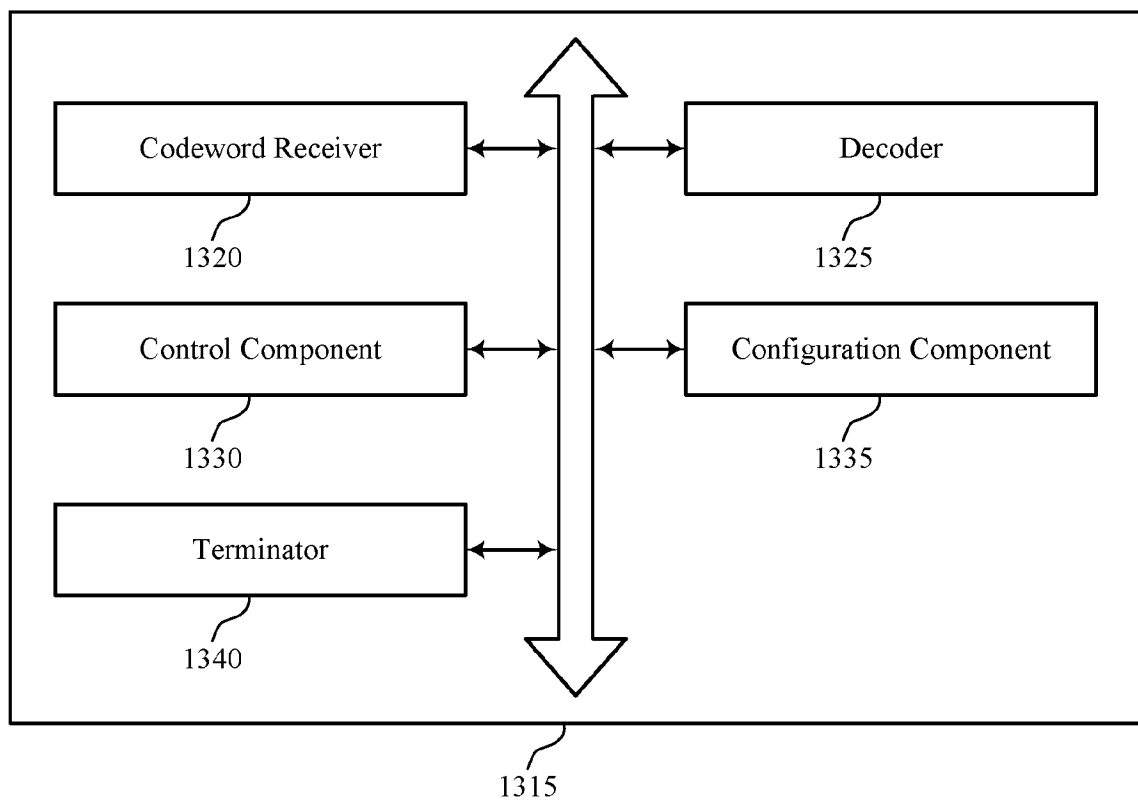 Codeword Receiver
Decoder
1320
1325
Control Component
Configuration Component
1330
1335
Terminator
1340
1315